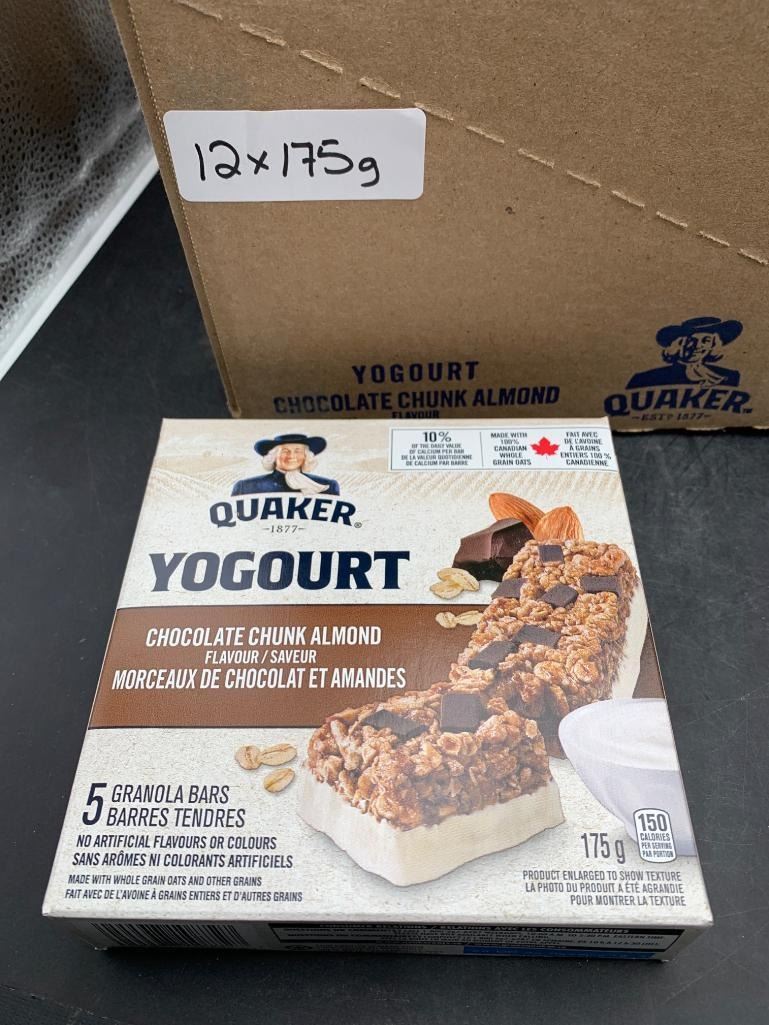 12x175g
YOGOURT
CHOCOLATE CHUNK ALMOND
FLAVOUR
QUAKER
EST'D 1877
10%
OF THE DAILY VALUE
OF CALCIUM PER BAR
DE LA VALEUR QUOTIDIENNE
DE CALCIUM PAR BARRE
MADE WITH
100%
CANADIAN
WHOLE
GRAIN OATS
FAIT AVEC
DE L'AVOINE
À GRAINS
ENTIERS 100 %
CANADIENNE
QUAKER®
-1877-
YOGOURT
CHOCOLATE CHUNK ALMOND
FLAVOUR / SAVEUR
MORCEAUX DE CHOCOLAT ET AMANDES
5 GRANOLA BARS
BARRES TENDRES
NO ARTIFICIAL FLAVOURS OR COLOURS
SANS ARÔMES NI COLORANTS ARTIFICIELS
MADE WITH WHOLE GRAIN OATS AND OTHER GRAINS
FAIT AVEC DE L'AVOINE À GRAINS ENTIERS ET D'AUTRES GRAINS
175 g
150
CALORIES
PER SERVING
PAR PORTION
PRODUCT ENLARGED TO SHOW TEXTURE
LA PHOTO DU PRODUIT A ÉTÉ AGRANDIE
POUR MONTRER LA TEXTURE
RELATIONS AVEC LES CONSOMMATEURS